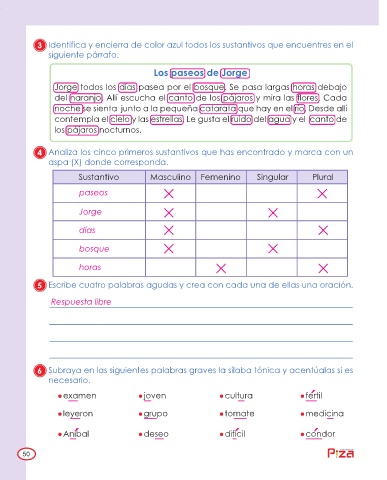 3 Identifica y encierra de color azul todos los sustantivos que encuentres en el
siguiente párrafo.
Los paseos de Jorge
Jorge todos los días pasea por el bosque. Se pasa largas horas debajo
del naranjo. Allí escucha el canto de los pájaros y mira las flores. Cada
noche se sienta junto a la pequeña catarata que hay en el río. Desde allí
contempla el cielo y las estrellas. Le gusta el ruido del agua y el canto de
los pájaros nocturnos.
4 Analiza los cinco primeros sustantivos que has encontrado y marca con un
aspa (X) donde corresponda.
Sustantivo Masculino Femenino Singular Plural
paseos X X
Jorge X X
días X X
bosque X X
horas X X
5 Escribe cuatro palabras agudas y crea con cada una de ellas una oración.
Respuesta libre
6 Subraya en las siguientes palabras graves la sílaba tónica y acentúalas si es
necesario.
• examen • joven • cultura • fértil
• leyeron • grupo • tomate • medicina
• Aníbal • deseo • difícil • cóndor
50 Piza